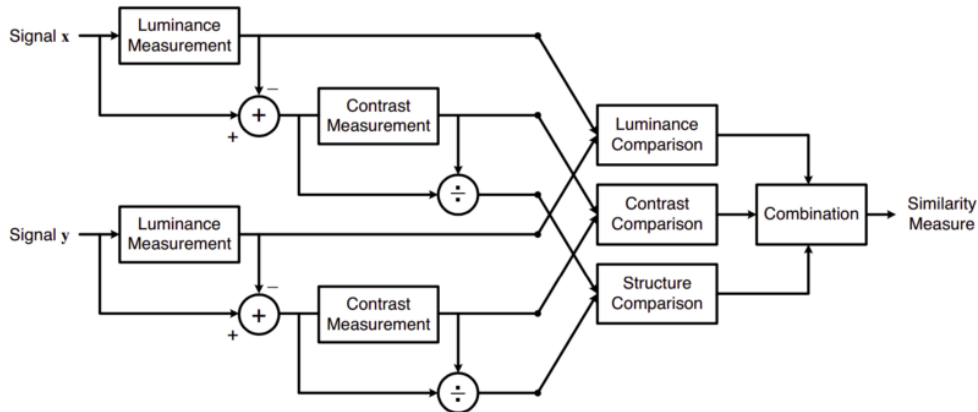 Signal x
Luminance
Measurement
−
+
+
Contrast
Measurement
÷
Signal y
Luminance
Measurement
−
+
+
Contrast
Measurement
÷
Luminance
Comparison
Contrast
Comparison
Structure
Comparison
Combination
Similarity
Measure